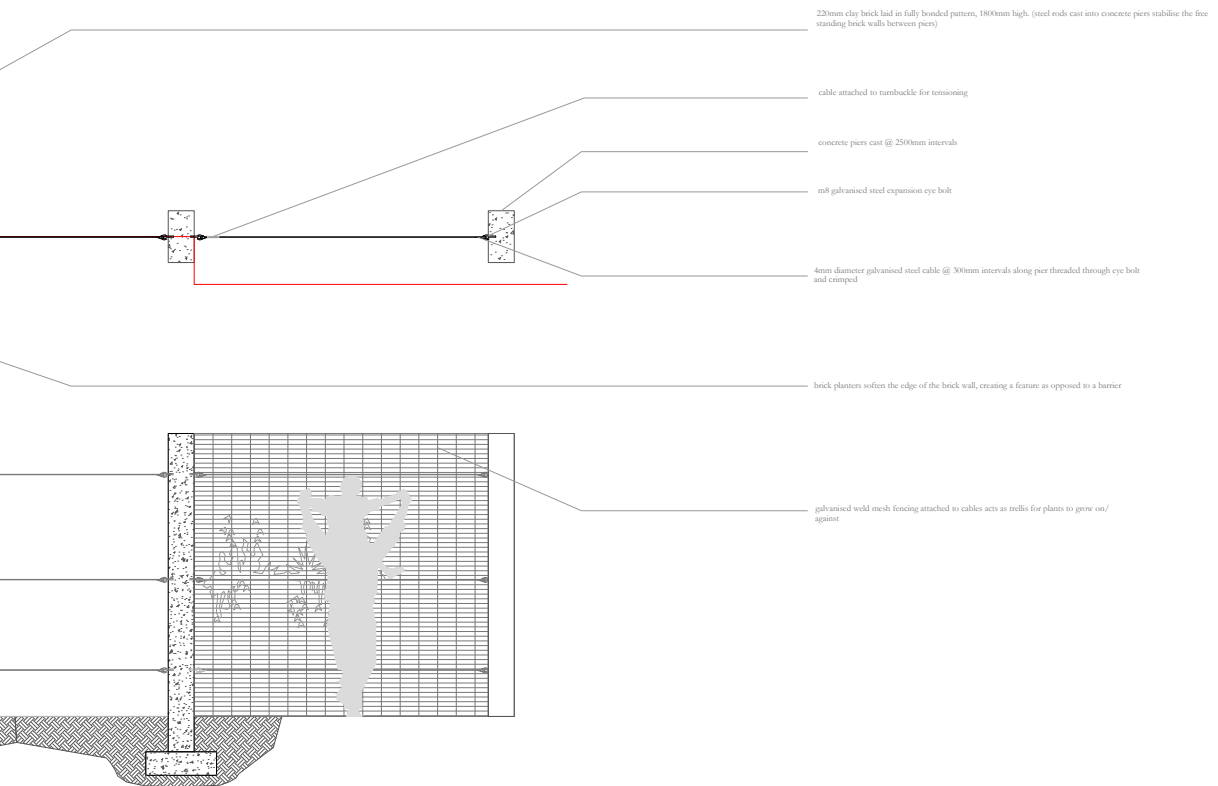 220mm clay brick laid in fully bonded pattern, 1800mm high. (steel rods cast into concrete piers stabilise the free
standing brick walls between piers)
cable attached to turnbuckle for tensioning
concrete piers cast @ 2500mm intervals
m8 galvanised steel expansion eye bolt
4mm diameter galvanised steel cable @ 300mm intervals along pier threaded through eye bolt
and crimped
brick planters soften the edge of the brick wall, creating a feature as opposed to a barrier
galvanised weld mesh fencing attached to cables acts as trellis for plants to grow on/
against